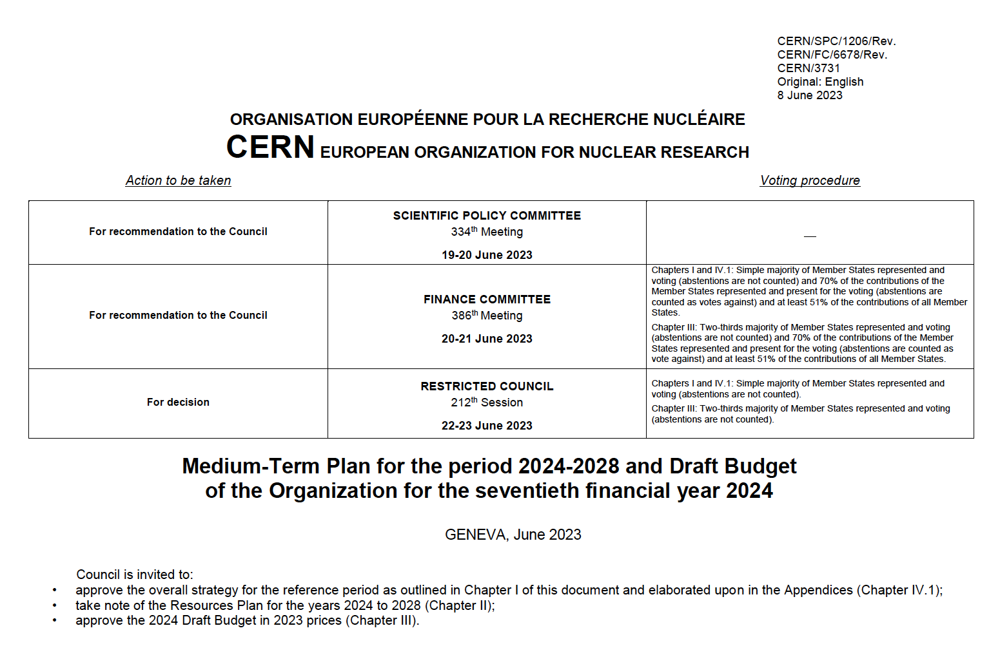 CERN/SPC/1206/Rev.
CERN/FC/6678/Rev.
CERN/3731
Original: English
8 June 2023
ORGANISATION EUROPÉENNE POUR LA RECHERCHE NUCLÉAIRE
CERN EUROPEAN ORGANIZATION FOR NUCLEAR RESEARCH
Action to be taken
Voting procedure
For recommendation to the Council
SCIENTIFIC POLICY COMMITTEE
334th Meeting
19-20 June 2023
—
For recommendation to the Council
FINANCE COMMITTEE
386th Meeting
20-21 June 2023
Chapters I and IV.1: Simple majority of Member States represented and
voting (abstentions are not counted) and 70% of the contributions of the
Member States represented and present for the voting (abstentions are
counted as votes against) and at least 51% of the contributions of all Member
States.
Chapter III: Two-thirds majority of Member States represented and voting
(abstentions are not counted) and 70% of the contributions of the Member
States represented and present for the voting (abstentions are counted as
vote against) and at least 51% of the contributions of all Member States.
For decision
RESTRICTED COUNCIL
212th Session
22-23 June 2023
Chapters I and IV.1: Simple majority of Member States represented and
voting (abstentions are not counted).
Chapter III: Two-thirds majority of Member States represented and voting
(abstentions are not counted).
Medium-Term Plan for the period 2024-2028 and Draft Budget
of the Organization for the seventieth financial year 2024
GENEVA, June 2023
Council is invited to:
• approve the overall strategy for the reference period as outlined in Chapter I of this document and elaborated upon in the Appendices (Chapter IV.1);
• take note of the Resources Plan for the years 2024 to 2028 (Chapter II);
• approve the 2024 Draft Budget in 2023 prices (Chapter III).